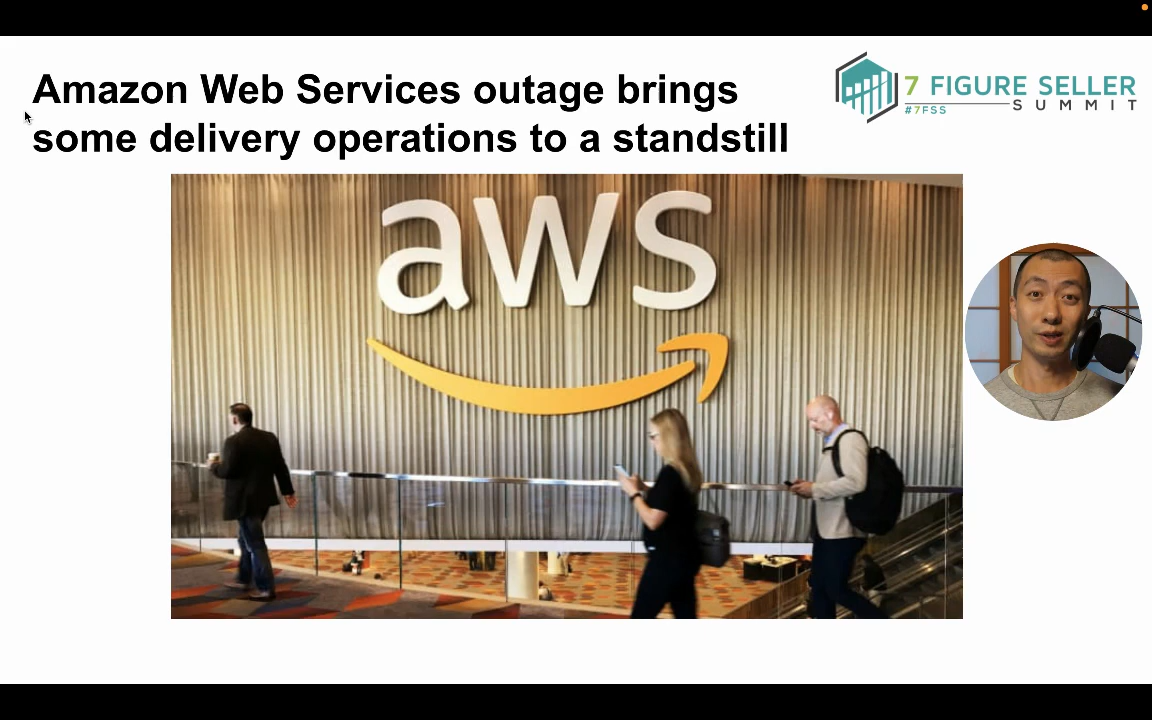 Amazon Web Services outage brings
some delivery operations to a standstill
7 FIGURE SELLER
#7FSS SUMMIT
aws